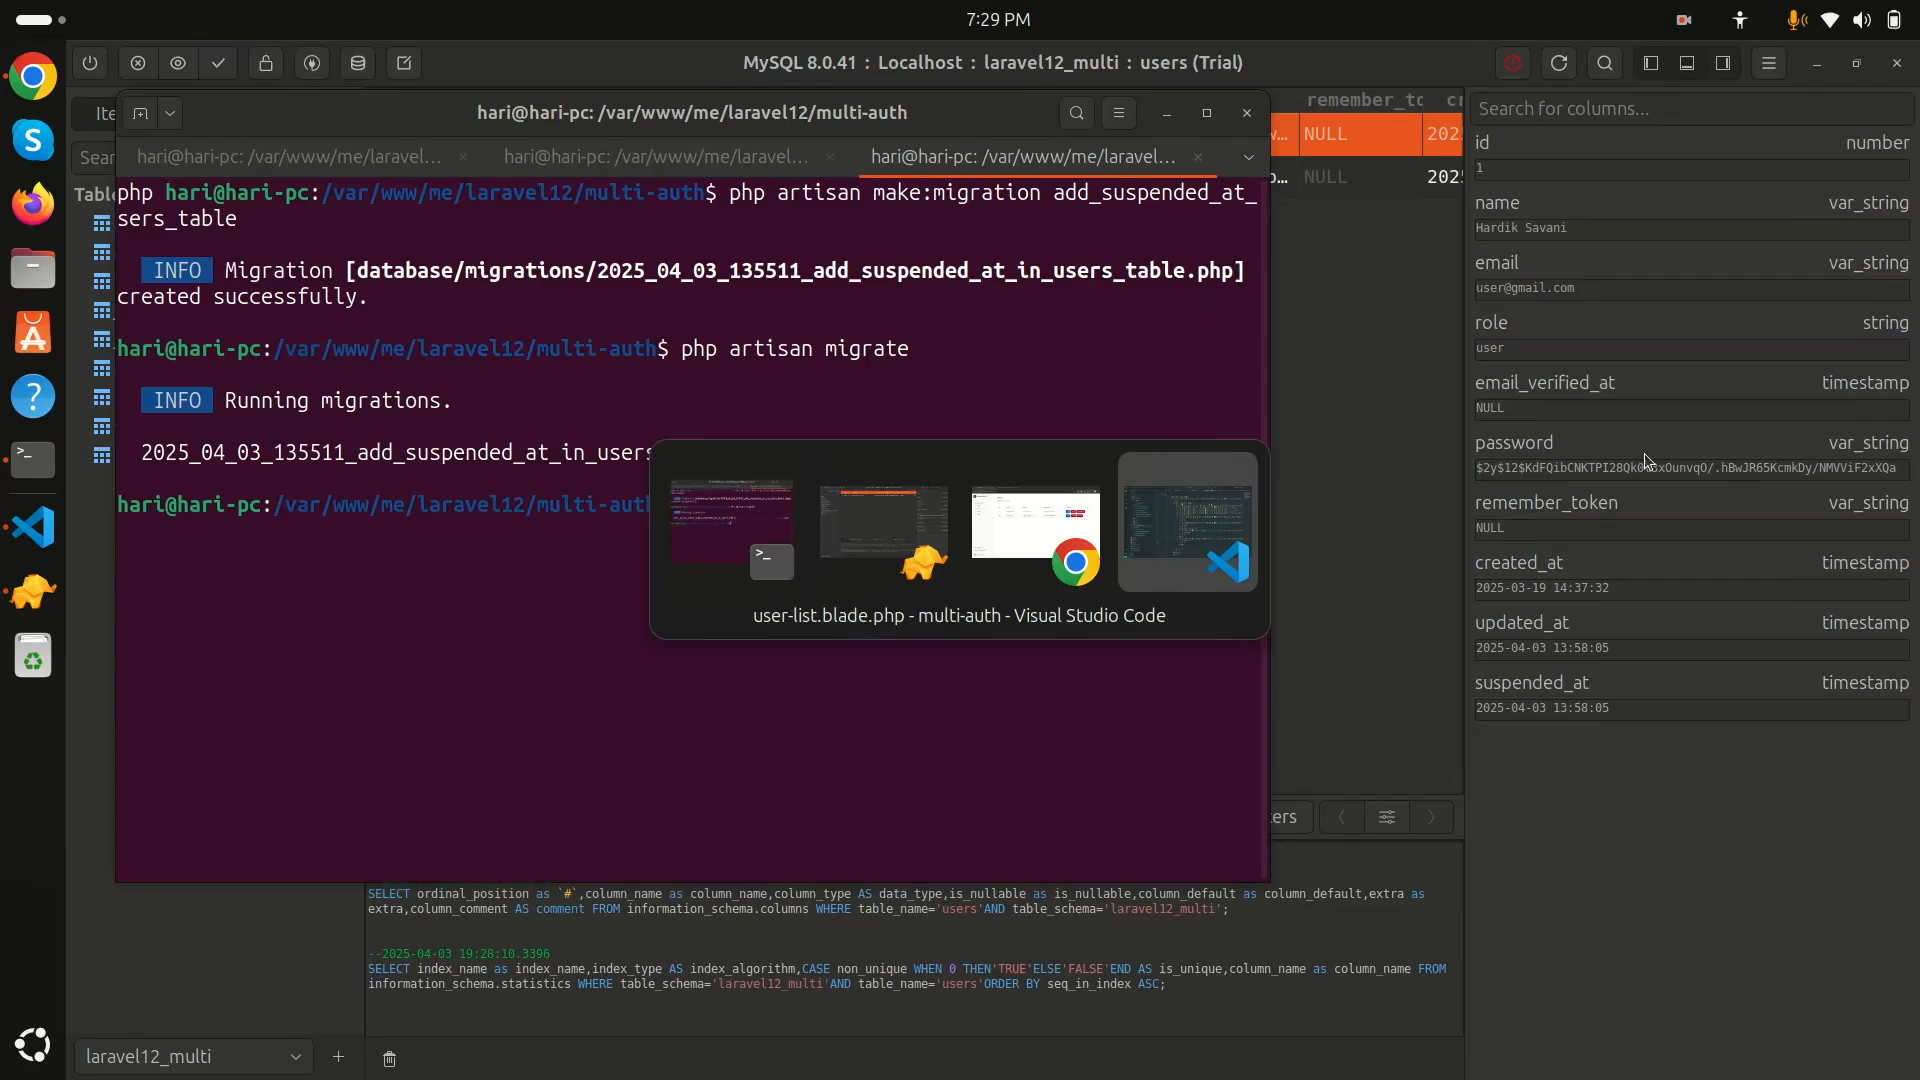 7:29 PM
MySQL 8.0.41 : Localhost : laravel12_multi : users (Trial)
Ite
Sear
Table
hari@hari-pc: /var/www/me/laravel12/multi-auth
hari@hari-pc: /var/www/me/laravel...
hari@hari-pc: /var/www/me/laravel...
hari@hari-pc: /var/www/me/laravel...
php hari@hari-pc:/var/www/me/laravel12/multi-auth$ php artisan make:migration add_suspended_at_
sers_table
INFO Migration [database/migrations/2025_04_03_135511_add_suspended_at_in_users_table.php]
created successfully.
hari@hari-pc:/var/www/me/laravel12/multi-auth$ php artisan migrate
INFO Running migrations.
2025_04_03_135511_add_suspended_at_in_users
hari@hari-pc:/var/www/me/laravel12/multi-auth
user-list.blade.php - multi-auth - Visual Studio Code
remember_tc cr
NULL 202
NULL 2025
Search for columns...
id number
1
name var_string
Hardik Savani
email var_string
user@gmail.com
role string
user
email_verified_at timestamp
NULL
password var_string
remember_token var_string
NULL
created_at timestamp
2025-03-19 14:37:32
updated_at timestamp
2025-04-03 13:58:05
suspended_at timestamp
2025-04-03 13:58:05
ters
SELECT ordinal_position as `#`,column_name as column_name,column_type AS data_type,is_nullable as is_nullable,column_default as column_default,extra as
extra,column_comment AS comment FROM information_schema.columns WHERE table_name='users'AND table_schema='laravel12_multi';
--2025-04-03 19:28:10.3396
SELECT index_name as index_name,index_type AS index_algorithm,CASE non_unique WHEN 0 THEN'TRUE'ELSE'FALSE'END AS is_unique,column_name as column_name FROM
information_schema.statistics WHERE table_schema='laravel12_multi'AND table_name='users'ORDER BY seq_in_index ASC;
laravel12_multi